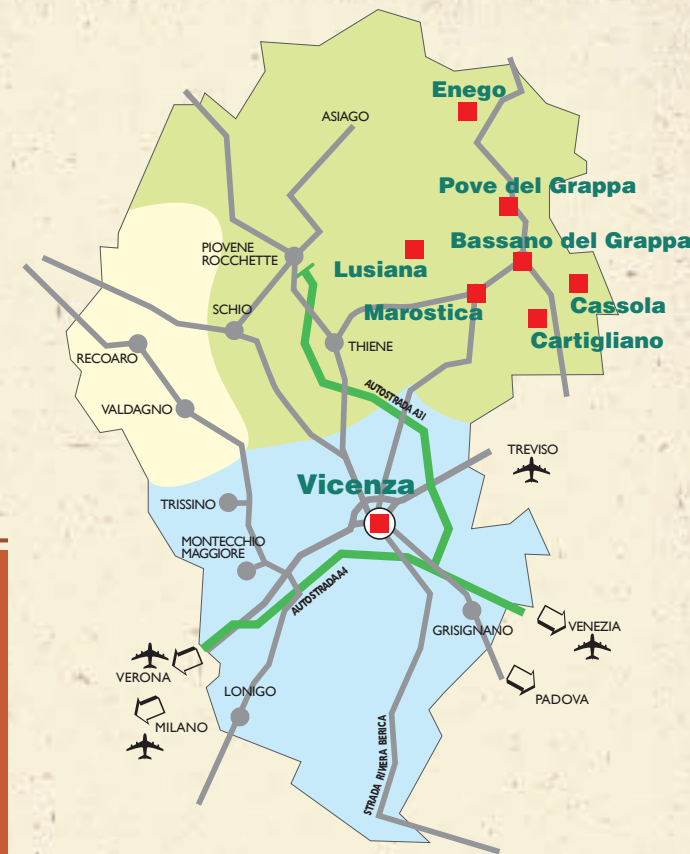 Enego
ASIAGO
Pove del Grappa
Bassano del Grappa
PIOVENE
ROCCHETTE
Lusiana
Cassola
SCHIO
Marostica
Cartigliano
THIENE
RECOARO
AUTOSTRADA A31
VALDAGNO
TREVISO
Vicenza
TRISSINO
MONTECCHIO
MAGGIORE
AUTOSTRADA A4
GRISIGNANO
VENEZIA
VERONA
LONIGO
PADOVA
MILANO
STRADA RIVIERA BERICA